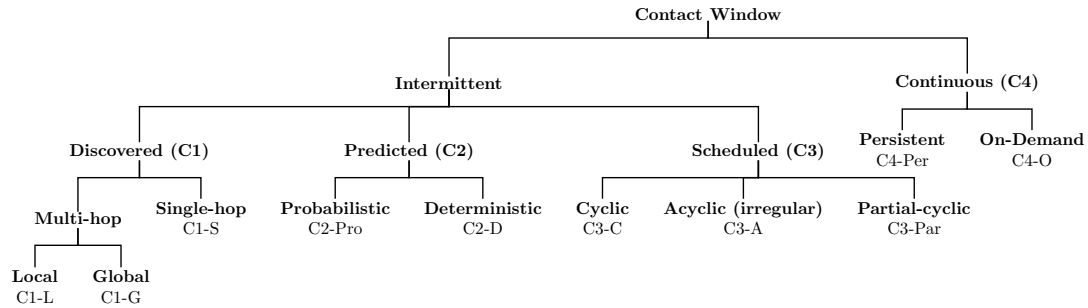 Contact Window
Intermittent
Continuous (C4)
Discovered (C1)
Predicted (C2)
Scheduled (C3)
Persistent
C4-Per
On-Demand
C4-O
Multi-hop
Single-hop
C1-S
Probabilistic
C2-Pro
Deterministic
C2-D
Cyclic
C3-C
Acyclic (irregular)
C3-A
Partial-cyclic
C3-Par
Local
C1-L
Global
C1-G